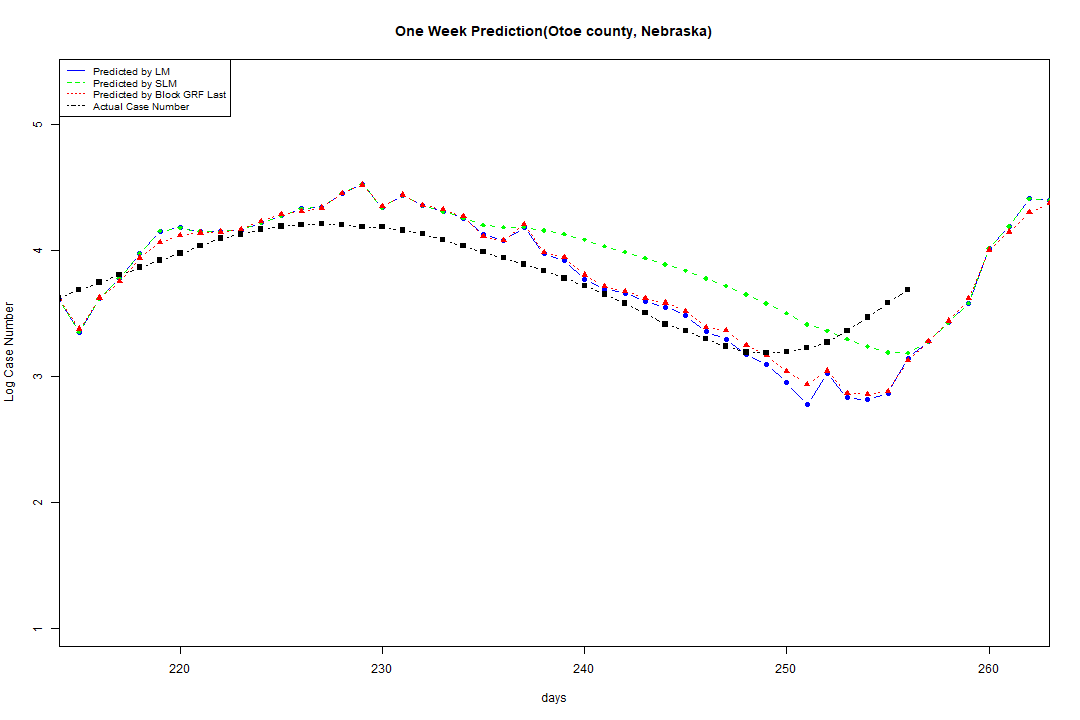 One Week Prediction(Otoe county, Nebraska)
Predicted by LM
Predicted by SLM
Predicted by Block GRF Last
Actual Case Number
5
4
3
2
1
Log Case Number
220 230 240 250 260
days